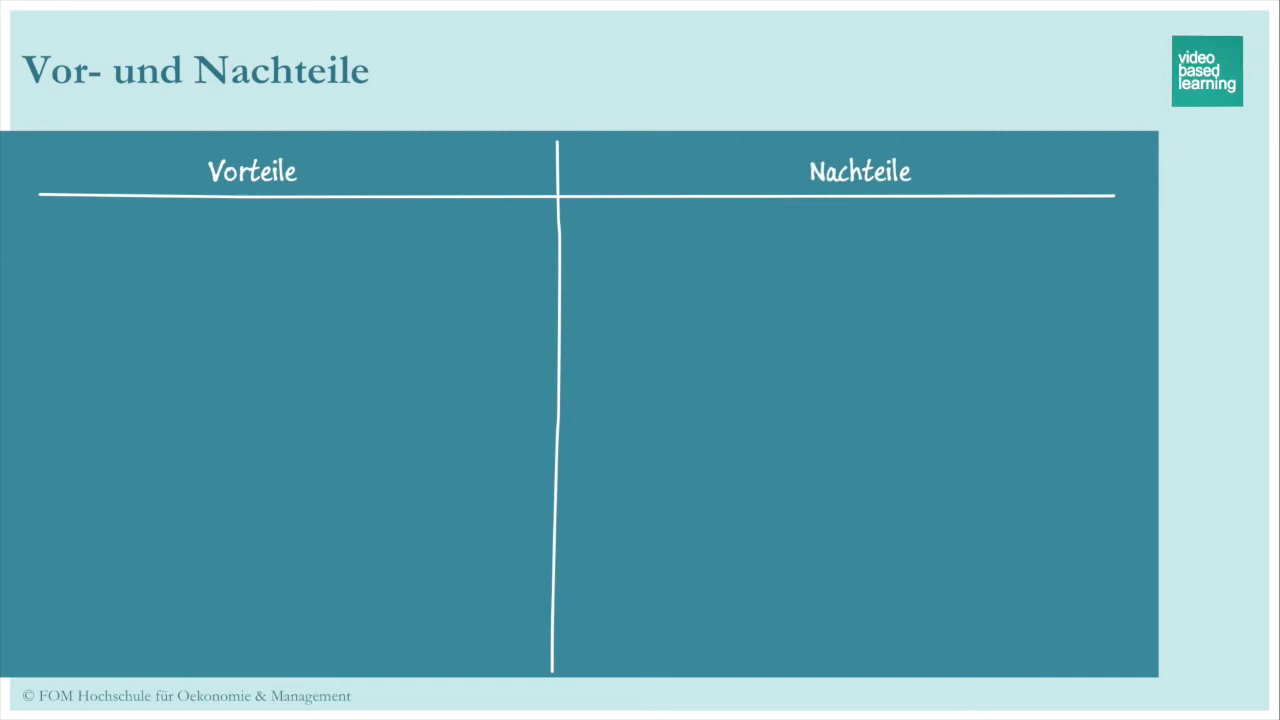 Vor- und Nachteile
video
based
learning
Vorteile
Nachteile
© FOM Hochschule für Oekonomie & Management